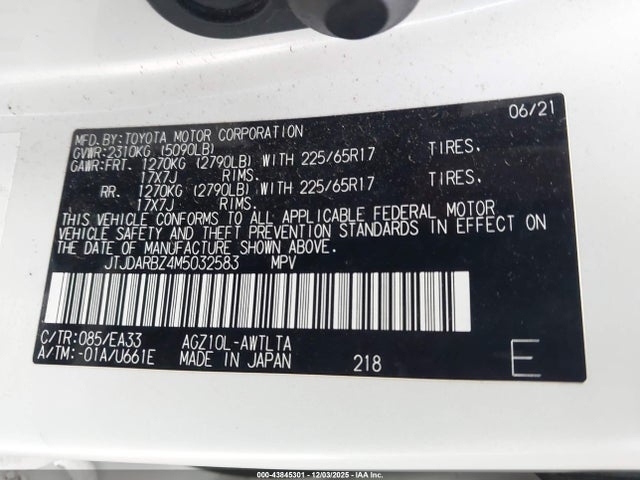 06/21
MFD.BY:TOYOTA MOTOR CORPORATION
GVWR:2310KG (5090LB)
GAWR:FRT. 1270KG (2790LB) WITH 225/65R17 TIRES,
17X7J RIMS.
RR. 1270KG (2790LB) WITH 225/65R17 TIRES,
17X7J RIMS.
THIS VEHICLE CONFORMS TO ALL APPLICABLE FEDERAL MOTOR
VEHICLE SAFETY AND THEFT PREVENTION STANDARDS IN EFFECT ON
THE DATE OF MANUFACTURE SHOWN ABOVE.
JTJDARBZ4M5032583 MPV
C/TR:085/EA33 AGZ10L-AWTLTA
A/TM:-01A/U661E MADE IN JAPAN 218 E
000-43845301 - 12/03/2025 - IAA Inc.